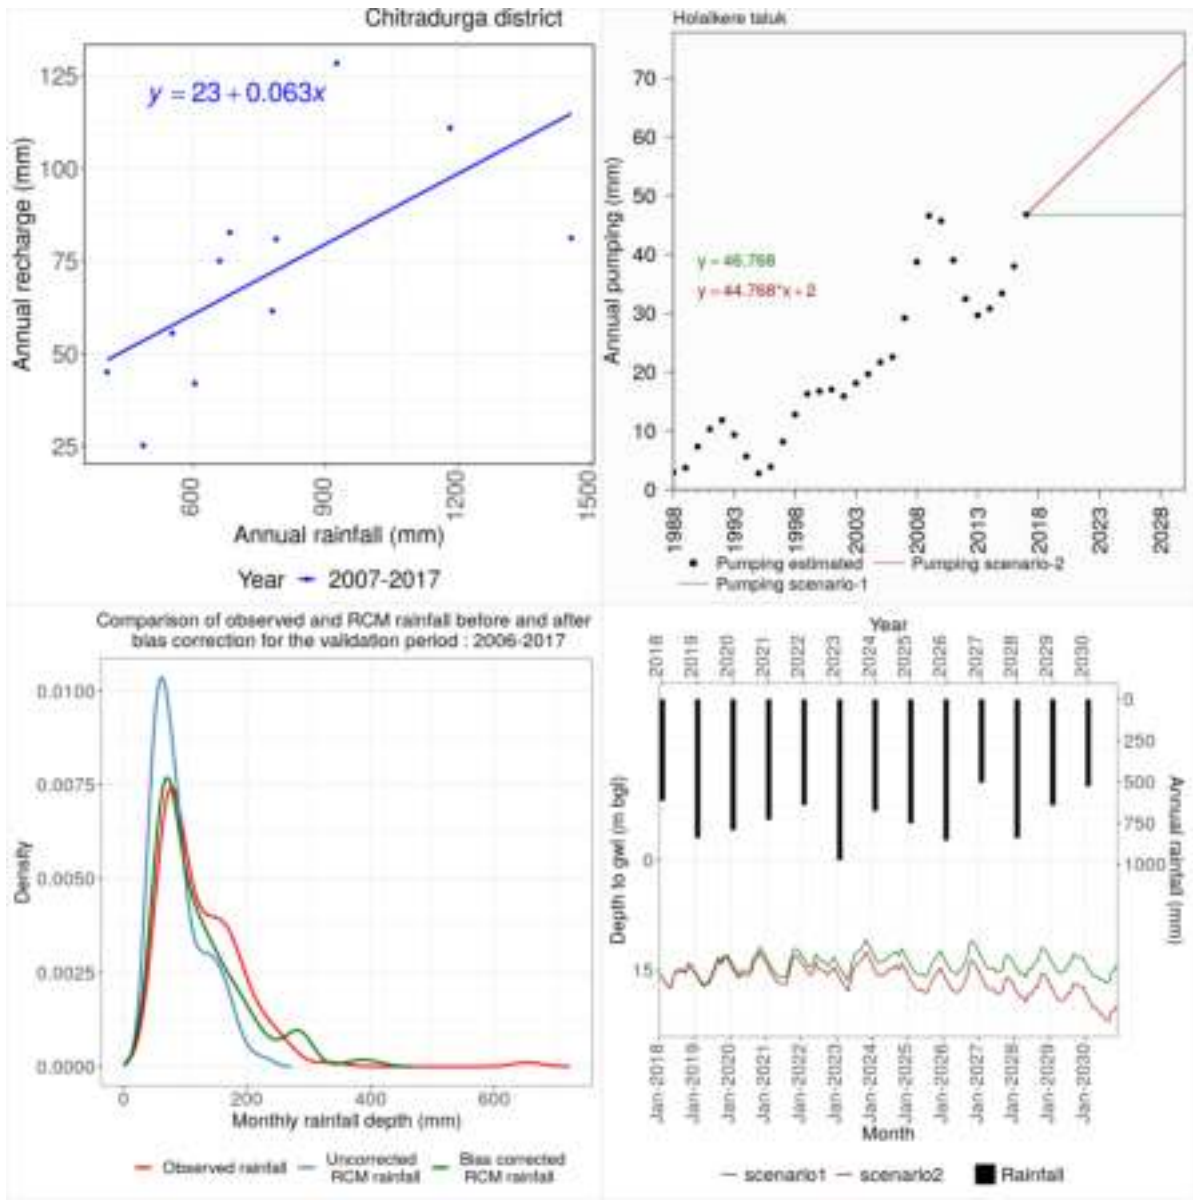 Chitradurga district
125
100
75
50
25
Annual recharge (mm)
y = 23 + 0.063x
600
900
1200
1500
Annual rainfall (mm)
Year 2007-2017
Holalkere taluk
70
60
50
40
30
20
10
0
Annual pumping (mm)
y = 46.768
y = 44.768*x + 2
1988
1993
1998
2003
2008
2013
2018
2023
2028
Pumping estimated Pumping scenario-2
Pumping scenario-1
Comparison of observed and RCM rainfall before and after
bias correction for the validation period : 2006-2017
0.0100
0.0075
0.0050
0.0025
0.0000
Density
0
200
400
600
Monthly rainfall depth (mm)
Observed rainfall
Uncorrected
RCM rainfall
Bias corrected
RCM rainfall
Year
2018
2019
2020
2021
2022
2023
2024
2025
2026
2027
2028
2029
2030
Depth to gwl (m bgl)
0
15
0
250
500
750
1000
Annual rainfall (mm)
Jan-2018
Jan-2019
Jan-2020
Jan-2021
Jan-2022
Jan-2023
Jan-2024
Jan-2025
Jan-2026
Jan-2027
Jan-2028
Jan-2029
Jan-2030
Month
scenario1 scenario2 Rainfall